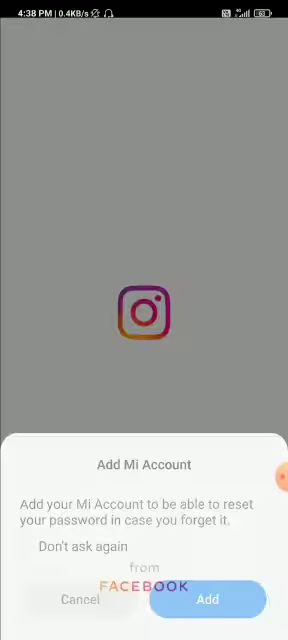 4:38 PM | 0.4KB/s
Add Mi Account
Add your Mi Account to be able to reset
your password in case you forget it.
Don't ask again
from
FACEBOOK
Cancel
Add